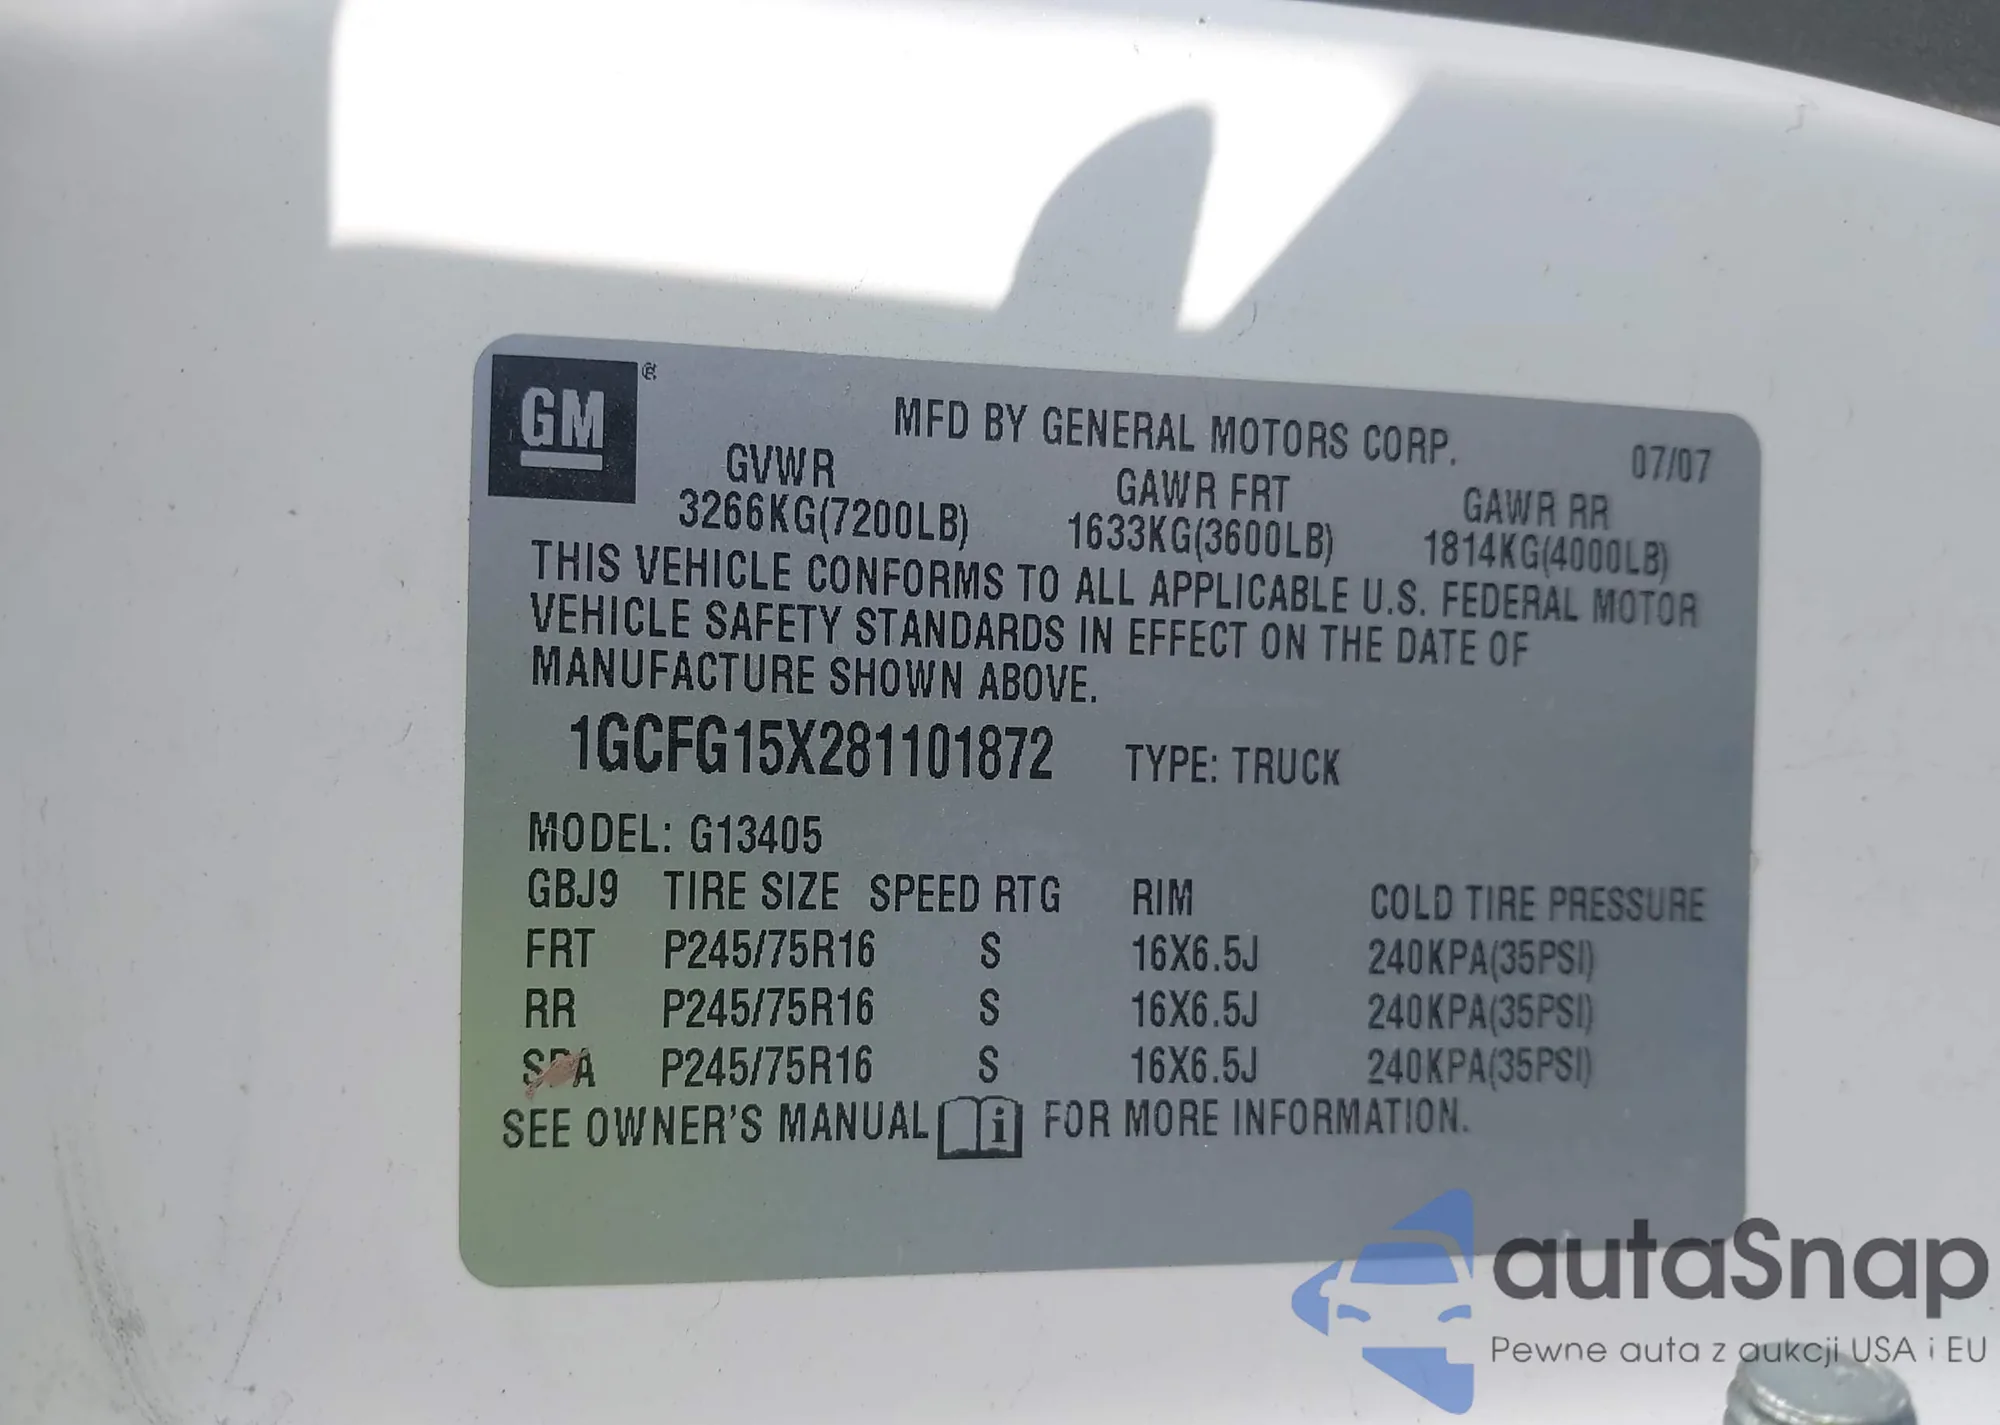 GM ®
MFD BY GENERAL MOTORS CORP. 07/07
GVWR GAWR FRT GAWR RR
3266KG(7200LB) 1633KG(3600LB) 1814KG(4000LB)
THIS VEHICLE CONFORMS TO ALL APPLICABLE U.S. FEDERAL MOTOR
VEHICLE SAFETY STANDARDS IN EFFECT ON THE DATE OF
MANUFACTURE SHOWN ABOVE.
1GCFG15X281101872 TYPE: TRUCK
MODEL: G13405
GBJ9 TIRE SIZE SPEED RTG RIM COLD TIRE PRESSURE
FRT P245/75R16 S 16X6.5J 240KPA(35PSI)
RR P245/75R16 S 16X6.5J 240KPA(35PSI)
SPA P245/75R16 S 16X6.5J 240KPA(35PSI)
SEE OWNER'S MANUAL i FOR MORE INFORMATION.
autaSnap
Pewne auta z aukcji USA i EU